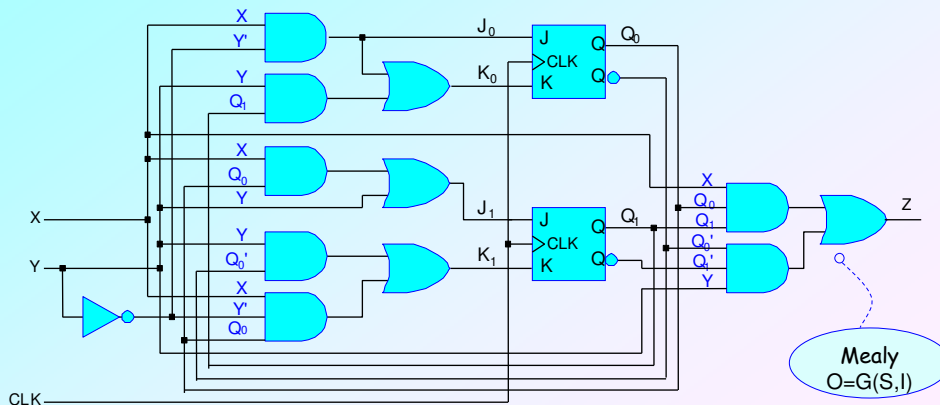 X
Y'
J₀
J
Q
Q₀
CLK
Q
Y
K₀
K
Q₁
X
Q₀
Y
X
Q₀
Q₁
Z
X
J₁
J
Q
Q₁
Y
CLK
Q₀'
Q
Q₁'
Y
Q₀'
K₁
K
Y
X
Y'
Q₀
Mealy
O=G(S,I)
CLK